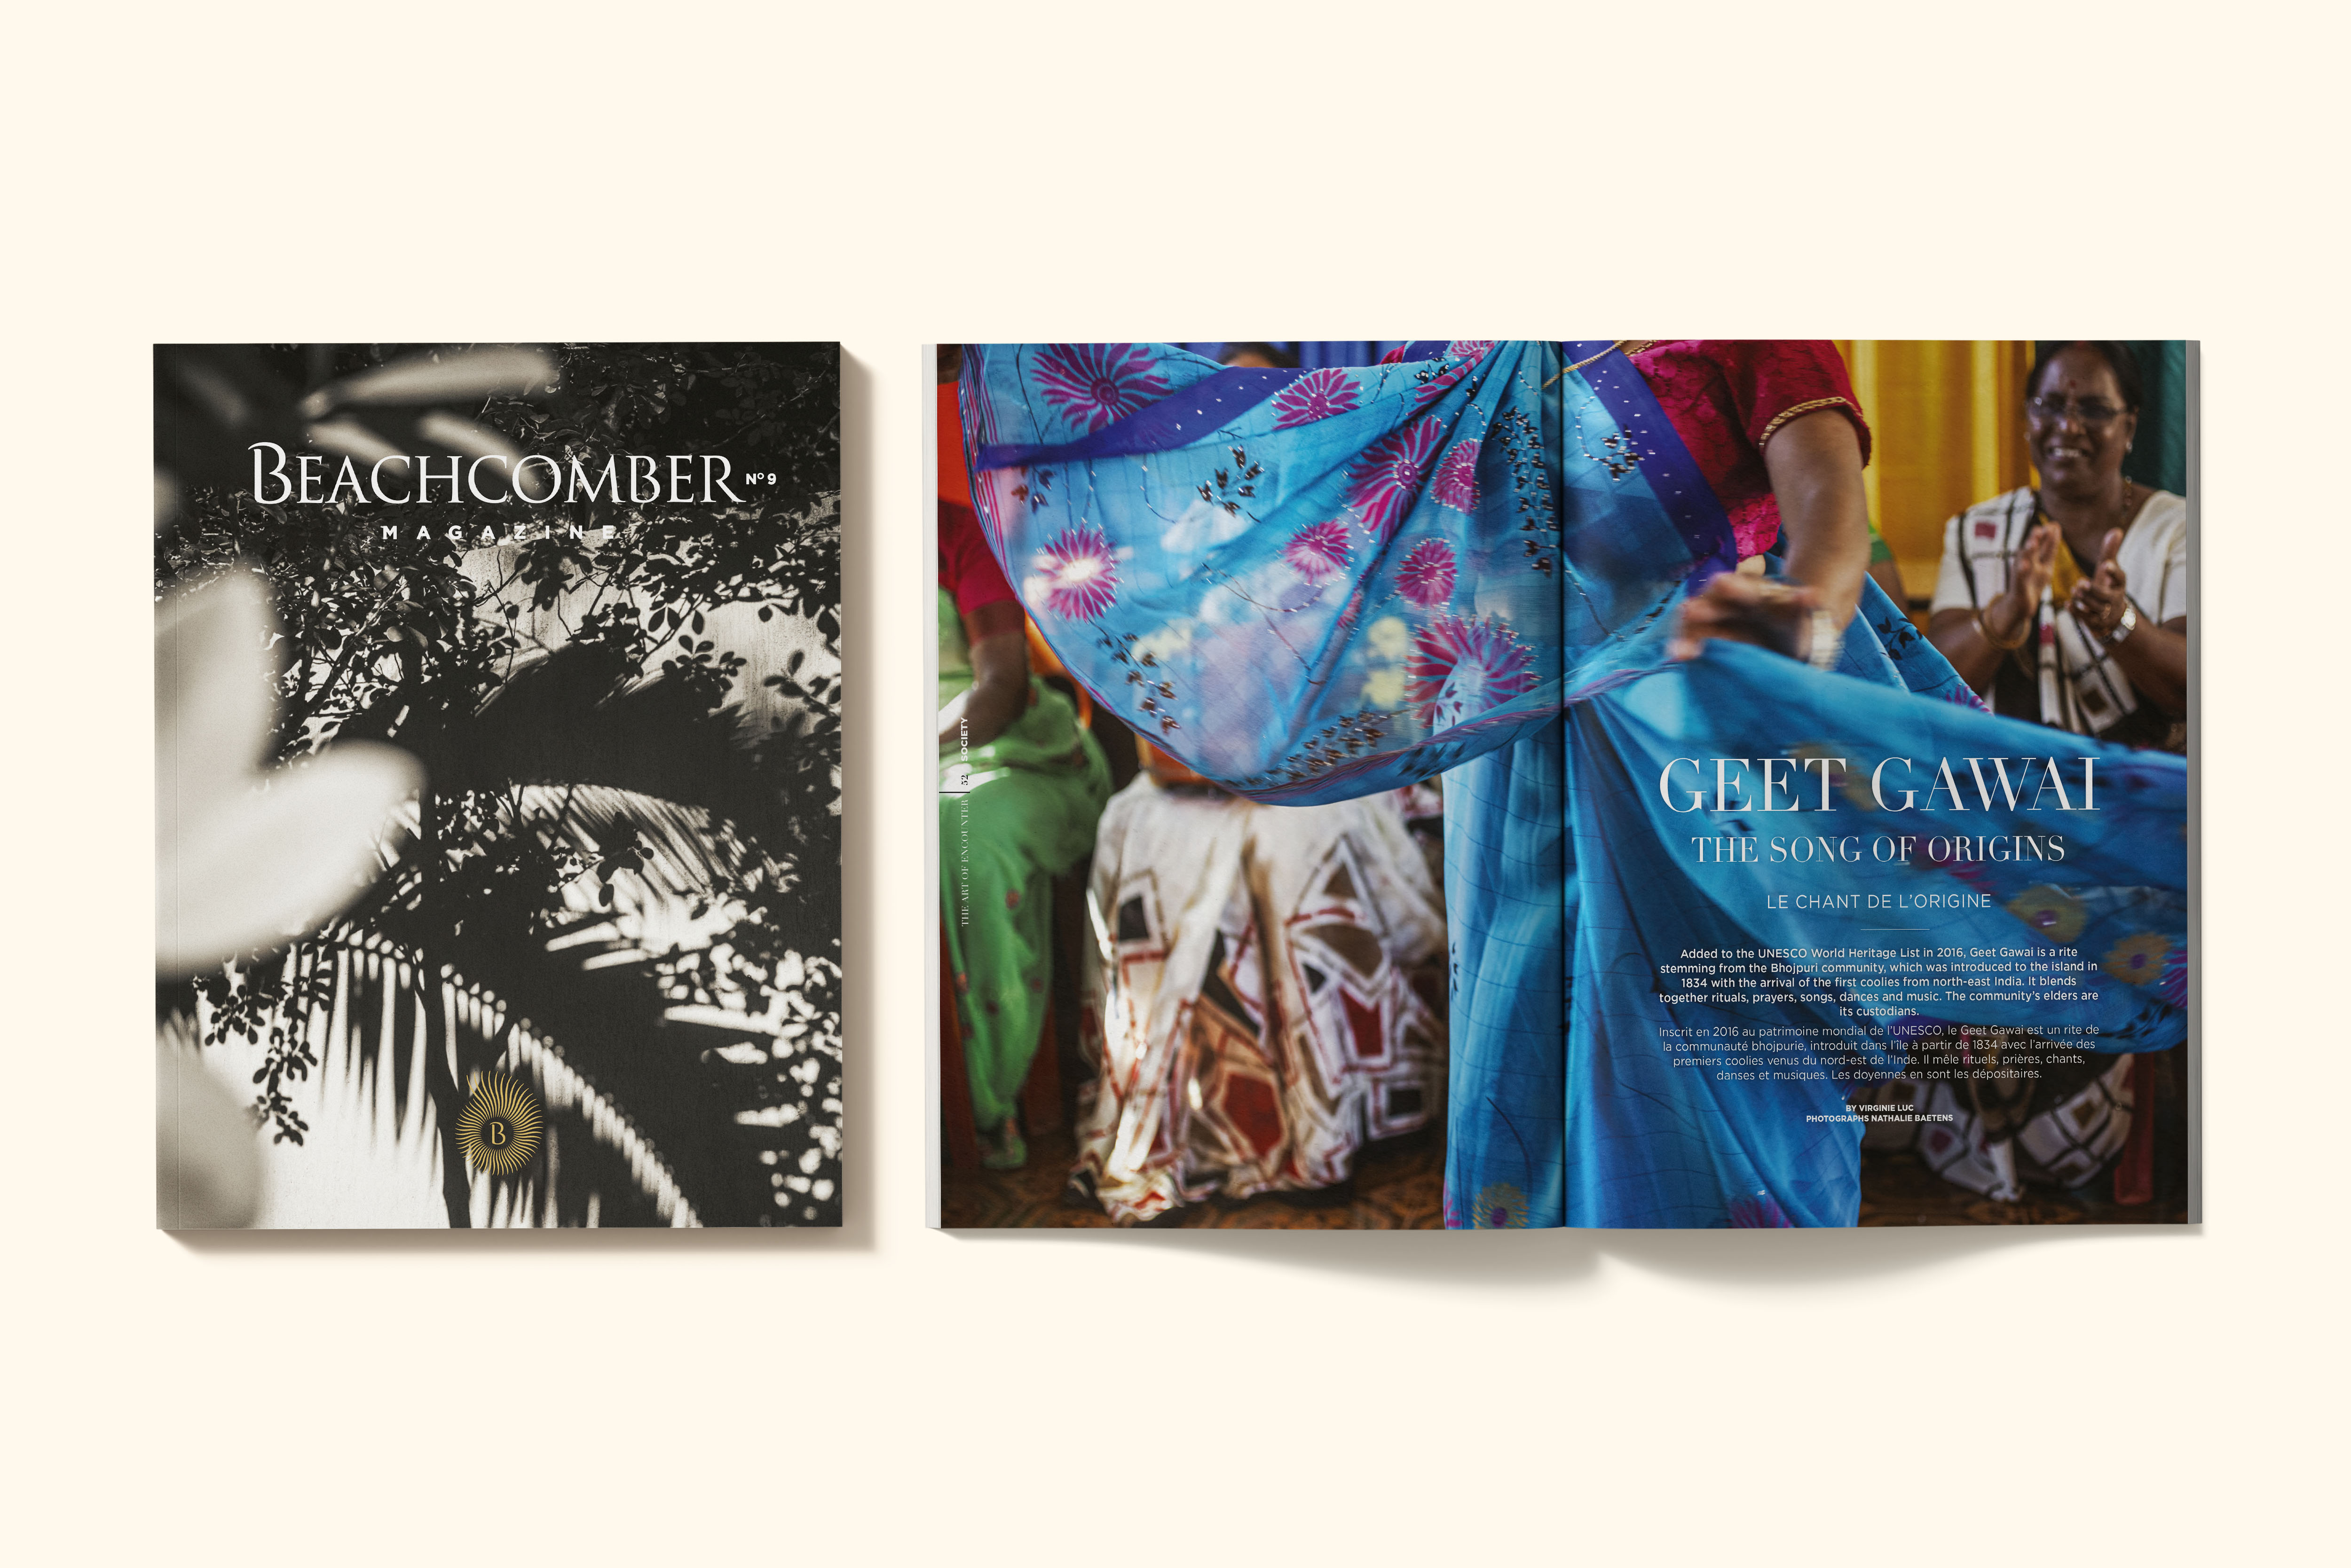 BEACHCOMBER Nº 9
MAGAZINE
B
THE ART OF ENCOUNTER 52 SOCIETY
GEET GAWAI
THE SONG OF ORIGINS
LE CHANT DE L'ORIGINE
Added to the UNESCO World Heritage List in 2016, Geet Gawai is a rite
stemming from the Bhojpuri community, which was introduced to the island in
1834 with the arrival of the first coolies from north-east India. It blends
together rituals, prayers, songs, dances and music. The community's elders are
its custodians.
Inscrit en 2016 au patrimoine mondial de l'UNESCO, le Geet Gawai est un rite de
la communauté bhojpurie, introduit dans l'île à partir de 1834 avec l'arrivée des
premiers coolies venus du nord-est de l'Inde. Il mêle rituels, prières, chants,
danses et musiques. Les doyennes en sont les dépositaires.
BY VIRGINIE LUC
PHOTOGRAPHS NATHALIE BAETENS